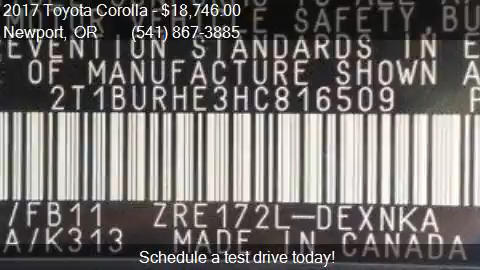 2017 Toyota Corolla - $18,746.00
Newport, OR (541) 867-3885
SAFETY, BU
EVENTION STANDARDS IN E
OF MANUFACTURE SHOWN A
2T1BURHE3HC816509 P
/FB11 ZRE172L-DEXNKA
A/K313 MADE IN CANADA
Schedule a test drive today!